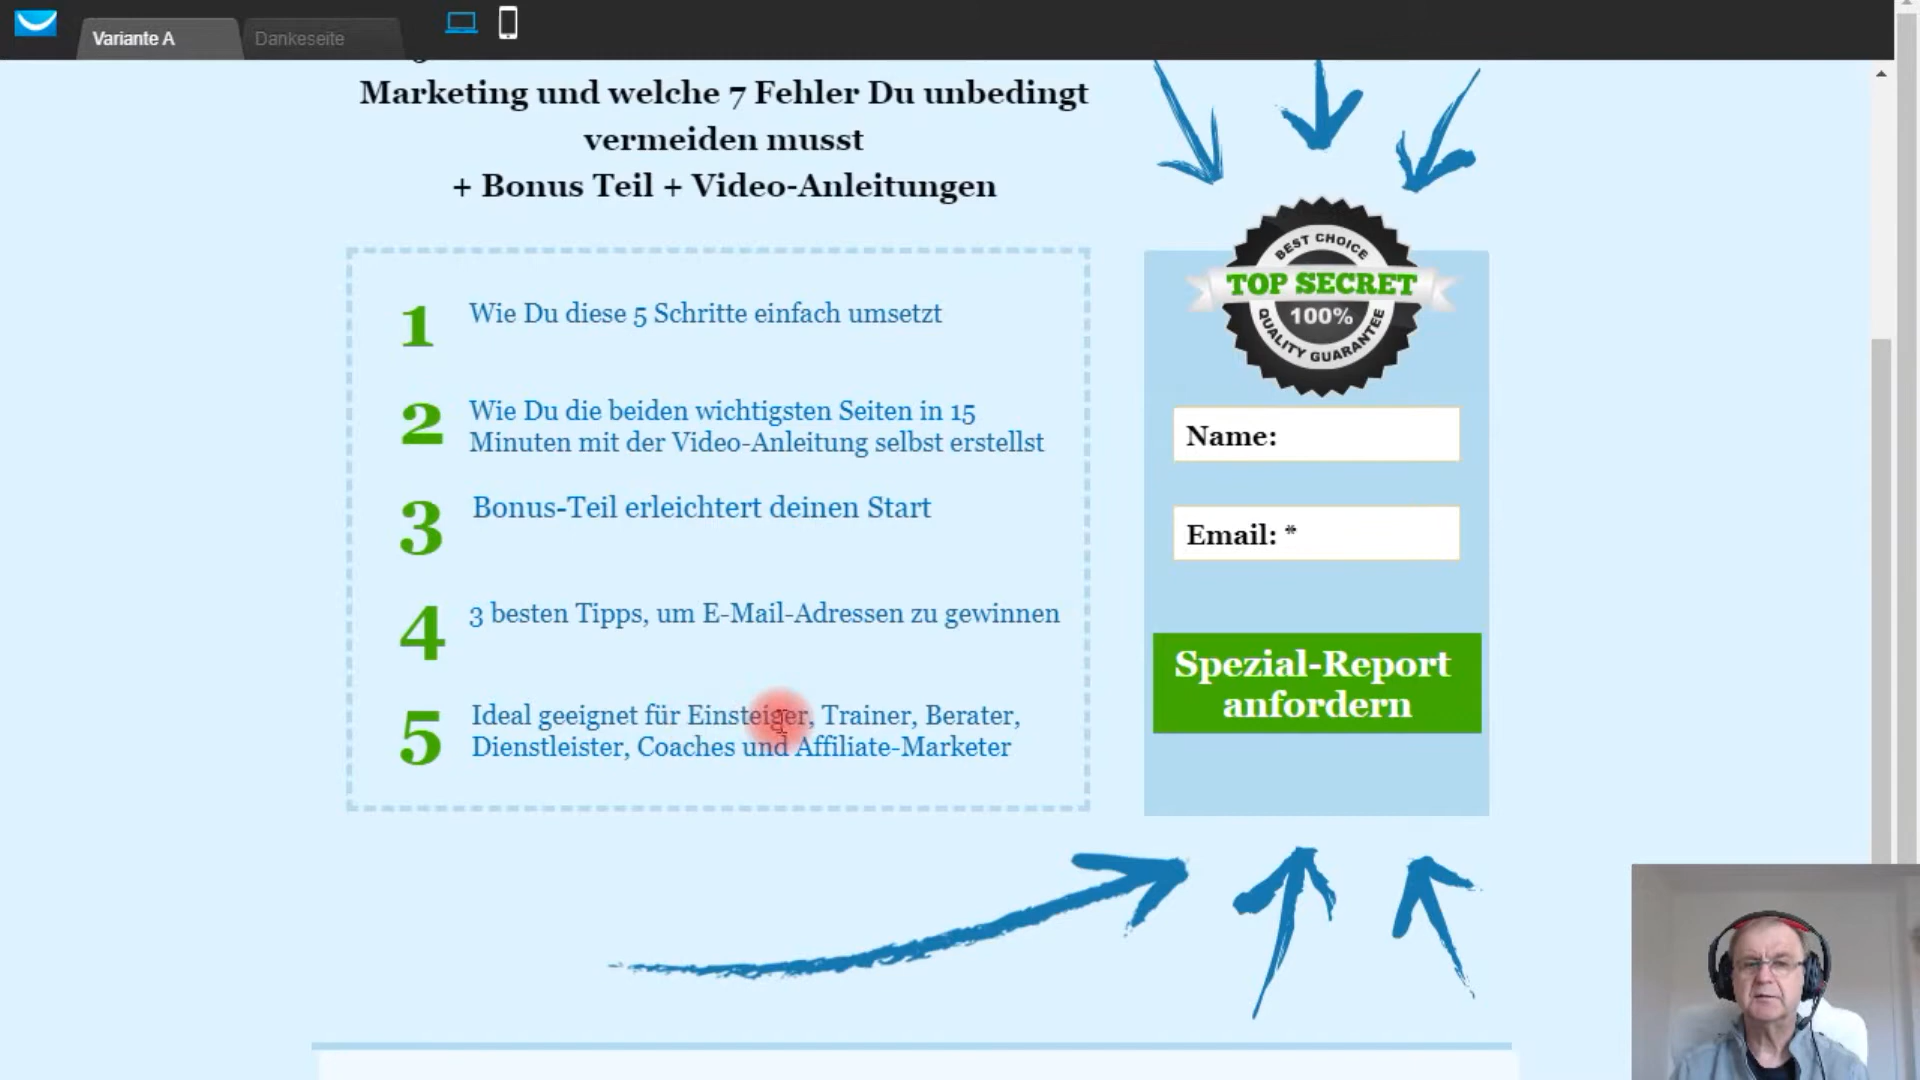 Variante A
Dankeseite
Marketing und welche 7 Fehler Du unbedingt
vermeiden musst
+ Bonus Teil + Video-Anleitungen
1
Wie Du diese 5 Schritte einfach umsetzt
2
Wie Du die beiden wichtigsten Seiten in 15
Minuten mit der Video-Anleitung selbst erstellst
3
Bonus-Teil erleichtert deinen Start
4
3 besten Tipps, um E-Mail-Adressen zu gewinnen
5
Ideal geeignet für Einsteiger, Trainer, Berater,
Dienstleister, Coaches und Affiliate-Marketer
BEST CHOICE
TOP SECRET
100%
QUALITY GUARANTEE
Name:
Email: *
Spezial-Report
anfordern